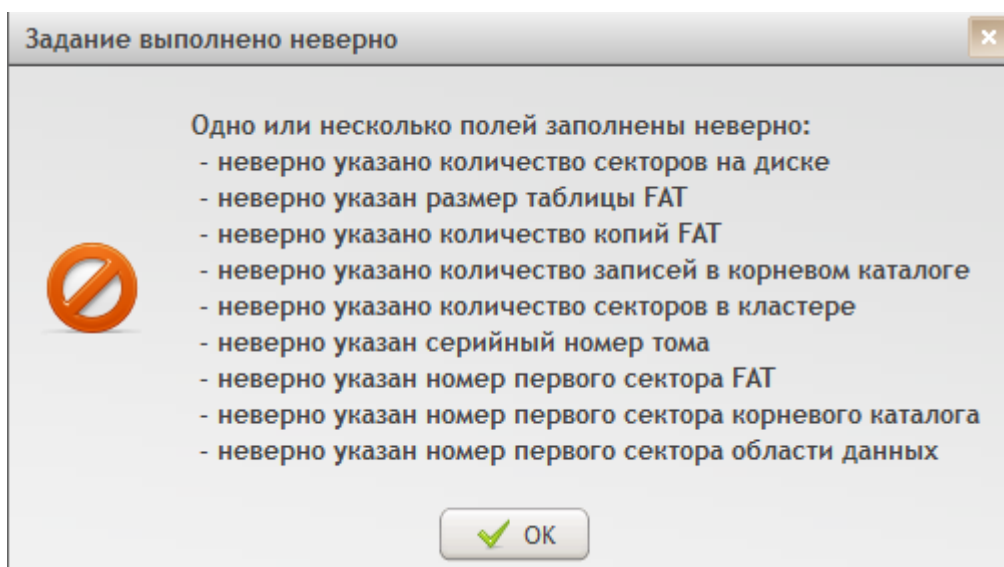 Задание выполнено неверно
Одно или несколько полей заполнены неверно:
- неверно указано количество секторов на диске
- неверно указан размер таблицы FAT
- неверно указано количество копий FAT
- неверно указано количество записей в корневом каталоге
- неверно указано количество секторов в кластере
- неверно указан серийный номер тома
- неверно указан номер первого сектора FAT
- неверно указан номер первого сектора корневого каталога
- неверно указан номер первого сектора области данных
OK